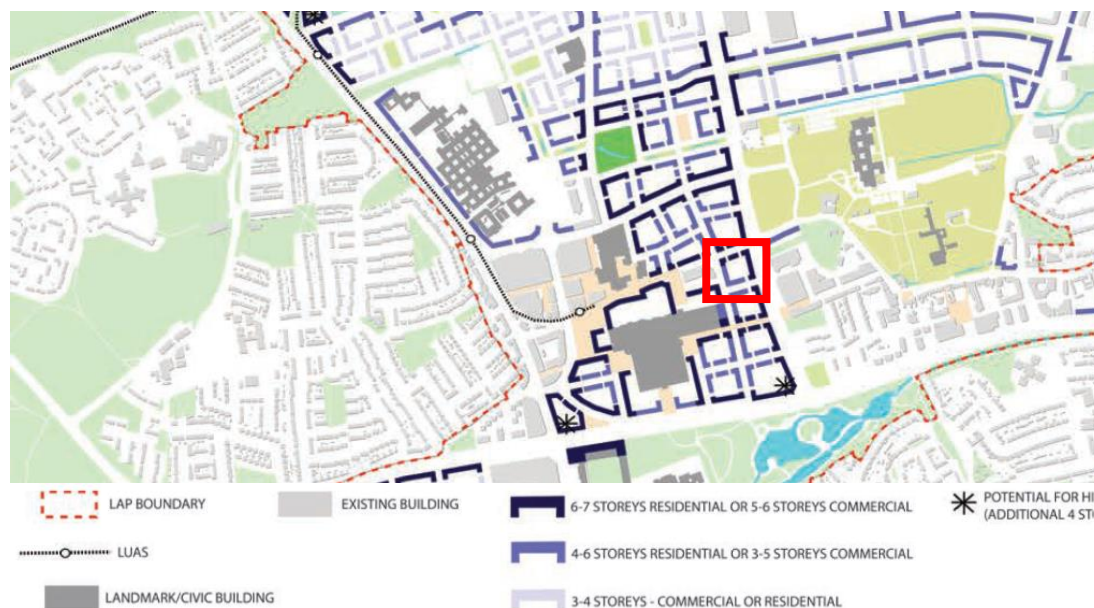 LAP BOUNDARY
EXISTING BUILDING
6-7 STOREYS RESIDENTIAL OR 5-6 STOREYS COMMERCIAL
POTENTIAL FOR HI
(ADDITIONAL 4 STO
LUAS
4-6 STOREYS RESIDENTIAL OR 3-5 STOREYS COMMERCIAL
LANDMARK/CIVIC BUILDING
3-4 STOREYS - COMMERCIAL OR RESIDENTIAL